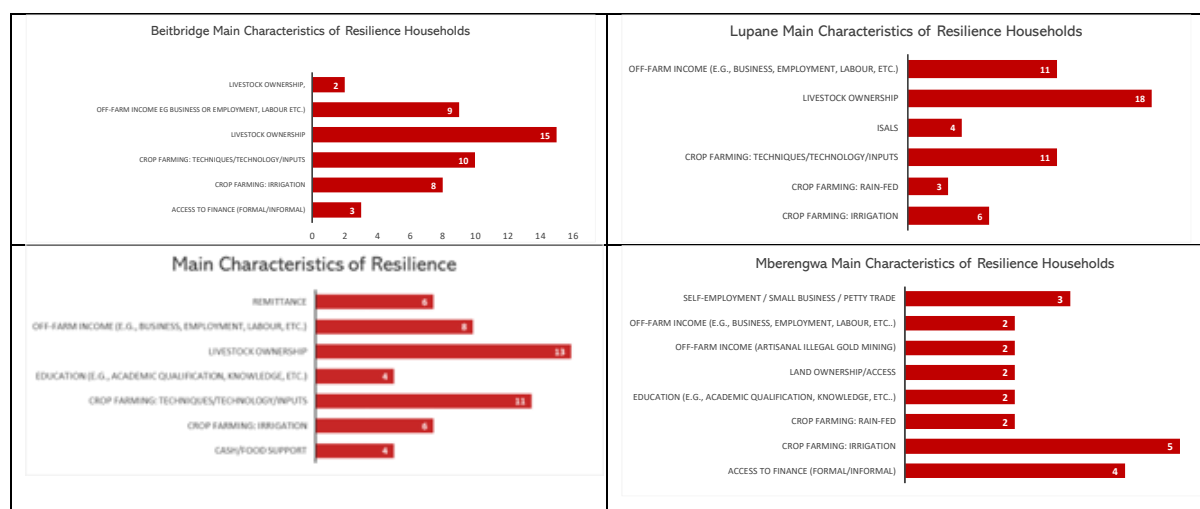 Beitbridge Main Characteristics of Resilience Households
LIVESTOCK OWNERSHIP, 2
OFF-FARM INCOME EG BUSINESS OR EMPLOYMENT, LABOUR ETC.) 9
LIVESTOCK OWNERSHIP 15
CROP FARMING: TECHNIQUES/TECHNOLOGY/INPUTS 10
CROP FARMING: IRRIGATION 8
ACCESS TO FINANCE (FORMAL/INFORMAL) 3
0 2 4 6 8 10 12 14 16
Lupane Main Characteristics of Resilience Households
OFF-FARM INCOME (E.G., BUSINESS, EMPLOYMENT, LABOUR, ETC.) 11
LIVESTOCK OWNERSHIP 18
ISALS 4
CROP FARMING: TECHNIQUES/TECHNOLOGY/INPUTS 11
CROP FARMING: RAIN-FED 3
CROP FARMING: IRRIGATION 6
Main Characteristics of Resilience
REMITTANCE 6
OFF-FARM INCOME (E.G., BUSINESS, EMPLOYMENT, LABOUR, ETC.) 8
LIVESTOCK OWNERSHIP 13
EDUCATION (E.G., ACADEMIC QUALIFICATION, KNOWLEDGE, ETC.) 4
CROP FARMING: TECHNIQUES/TECHNOLOGY/INPUTS 11
CROP FARMING: IRRIGATION 6
CASH/FOOD SUPPORT 4
Mberengwa Main Characteristics of Resilience Households
SELF-EMPLOYMENT / SMALL BUSINESS / PETTY TRADE 3
OFF-FARM INCOME (E.G., BUSINESS, EMPLOYMENT, LABOUR, ETC..) 2
OFF-FARM INCOME (ARTISANAL ILLEGAL GOLD MINING) 2
LAND OWNERSHIP/ACCESS 2
EDUCATION (E.G., ACADEMIC QUALIFICATION, KNOWLEDGE, ETC..) 2
CROP FARMING: RAIN-FED 2
CROP FARMING: IRRIGATION 5
ACCESS TO FINANCE (FORMAL/INFORMAL) 4